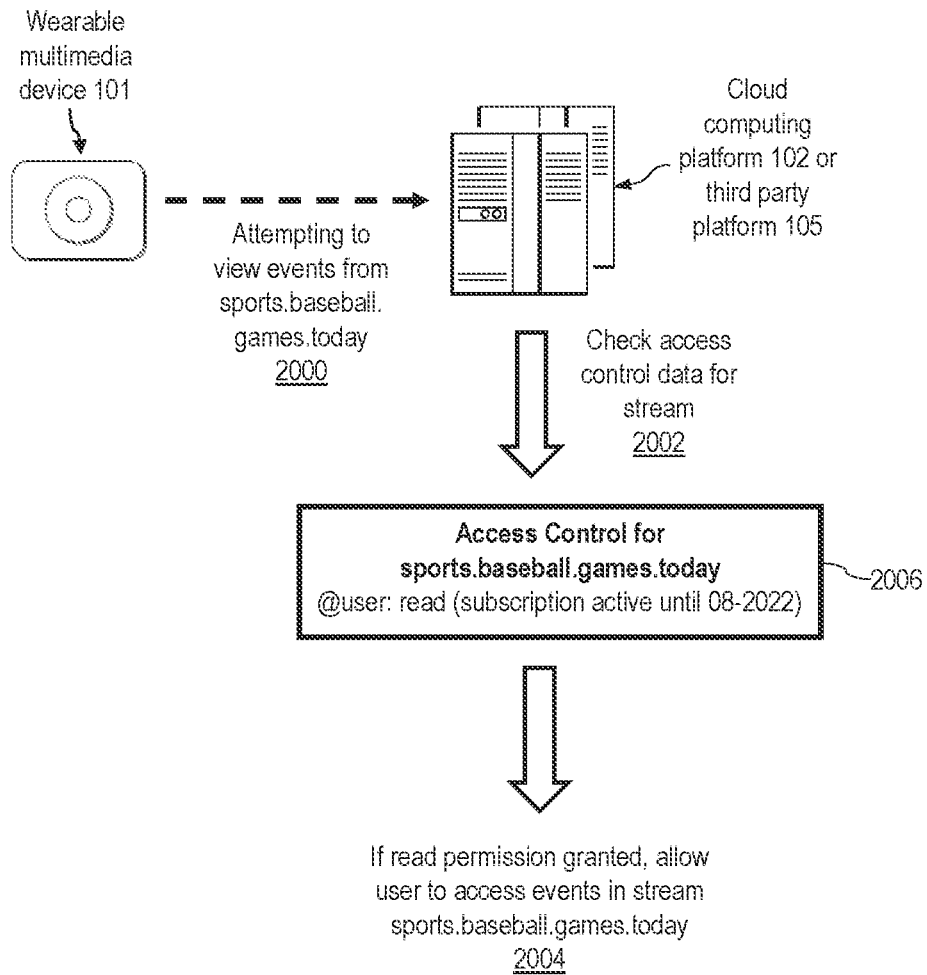 Wearable
multimedia
device 101
Cloud
computing
platform 102 or
third party
platform 105
Attempting to
view events from
sports.baseball.
games.today
2000
Check access
control data for
stream
2002
Access Control for
sports.baseball.games.today
@user: read (subscription active until 08-2022)
2006
If read permission granted, allow
user to access events in stream
sports.baseball.games.today
2004